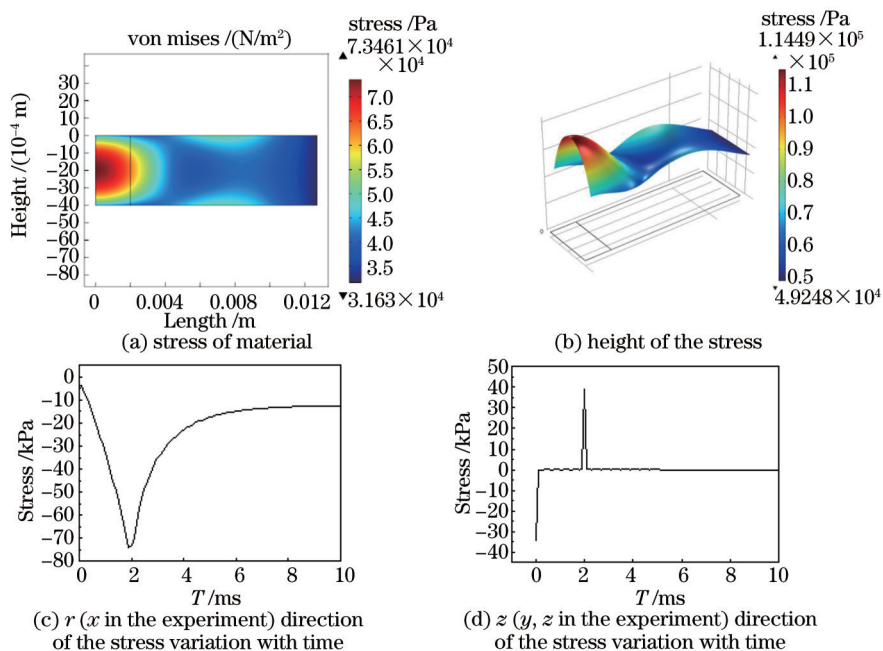 von mises /(N/m²)
stress /Pa
7.3461×10⁴
×10⁴
30
20
10
0
−10
−20
−30
−40
−50
−60
−70
−80
Height /(10⁻⁴ m)
7.0
6.5
6.0
5.5
5.0
4.5
4.0
3.5
3.163×10⁴
0 0.004 0.008 0.012
Length /m
(a) stress of material
stress /Pa
1.1449×10⁵
×10⁵
1.1
1.0
0.9
0.8
0.7
0.6
0.5
4.9248×10⁴
0
(b) height of the stress
0
−10
−20
−30
−40
−50
−60
−70
−80
Stress /kPa
0 2 4 6 8 10
T /ms
(c) r (x in the experiment) direction
of the stress variation with time
50
40
30
20
10
0
−10
−20
−30
−40
Stress /kPa
0 2 4 6 8 10
T /ms
(d) z (y, z in the experiment) direction
of the stress variation with time